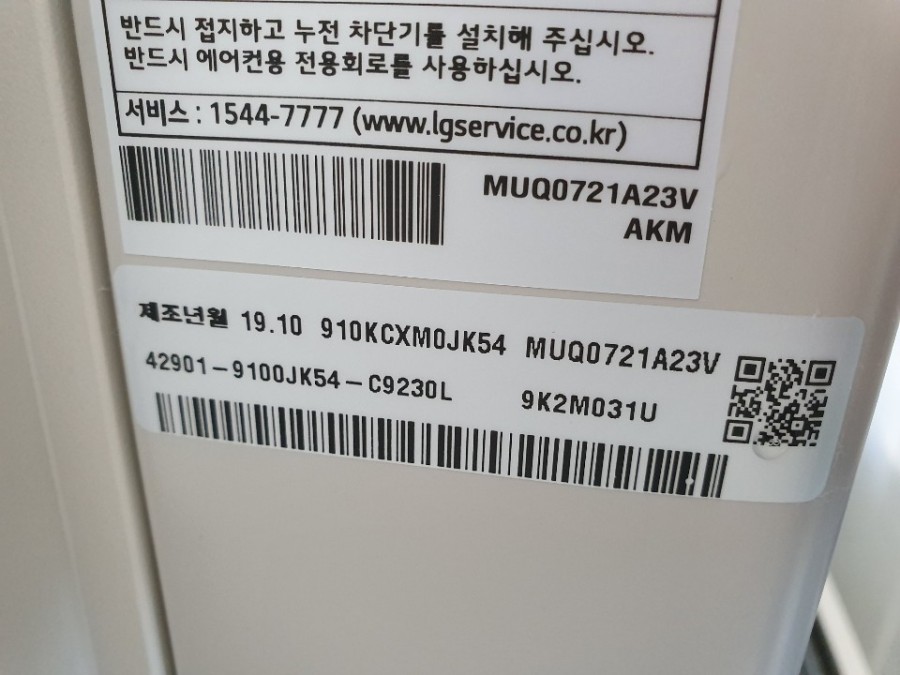 반드시 접지하고 누전 차단기를 설치해 주십시오.
반드시 에어컨용 전용회로를 사용하십시오.
서비스 : 1544-7777 (www.lgservice.co.kr)
MUQ0721A23V
AKM
제조년월 19.10 910KCXM0JK54 MUQ0721A23V
42901-9100JK54-C9230L 9K2M031U